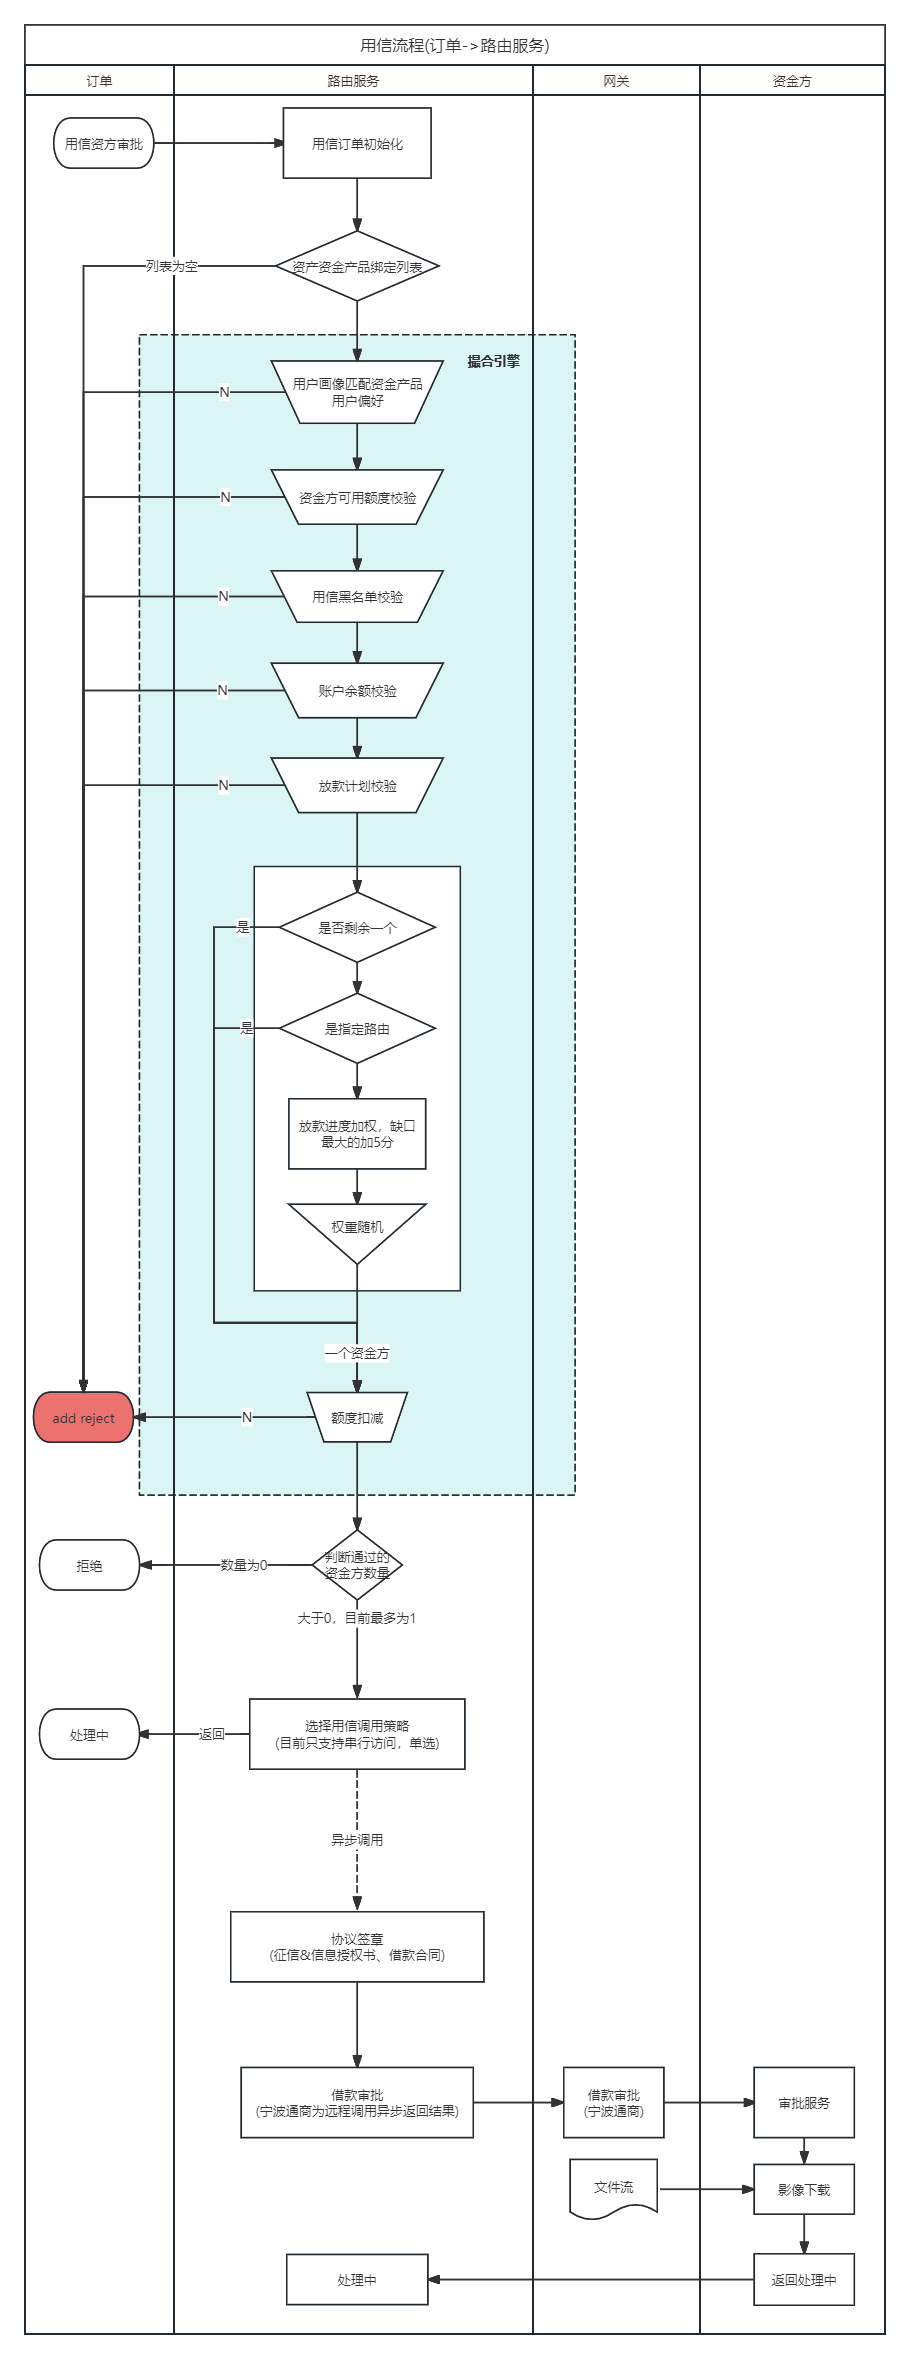 用信流程(订单->路由服务)
订单
路由服务
网关
资金方
用信资方审批
用信订单初始化
列表为空
资产资金产品绑定列表
撮合引擎
用户画像匹配资金产品
用户偏好
N
资金方可用额度校验
N
用信黑名单校验
N
账户余额校验
N
放款计划校验
N
是否剩余一个
是
是指定路由
是
放款进度加权，缺口
最大的加5分
权重随机
一个资金方
add reject
N
额度扣减
拒绝
数量为0
判断通过的
资金方数量
大于0，目前最多为1
处理中
返回
选择用信调用策略
(目前只支持串行访问，单选)
异步调用
协议签章
(征信&信息授权书、借款合同)
借款审批
(宁波通商为远程调用异步返回结果)
借款审批
(宁波通商)
审批服务
文件流
影像下载
处理中
返回处理中